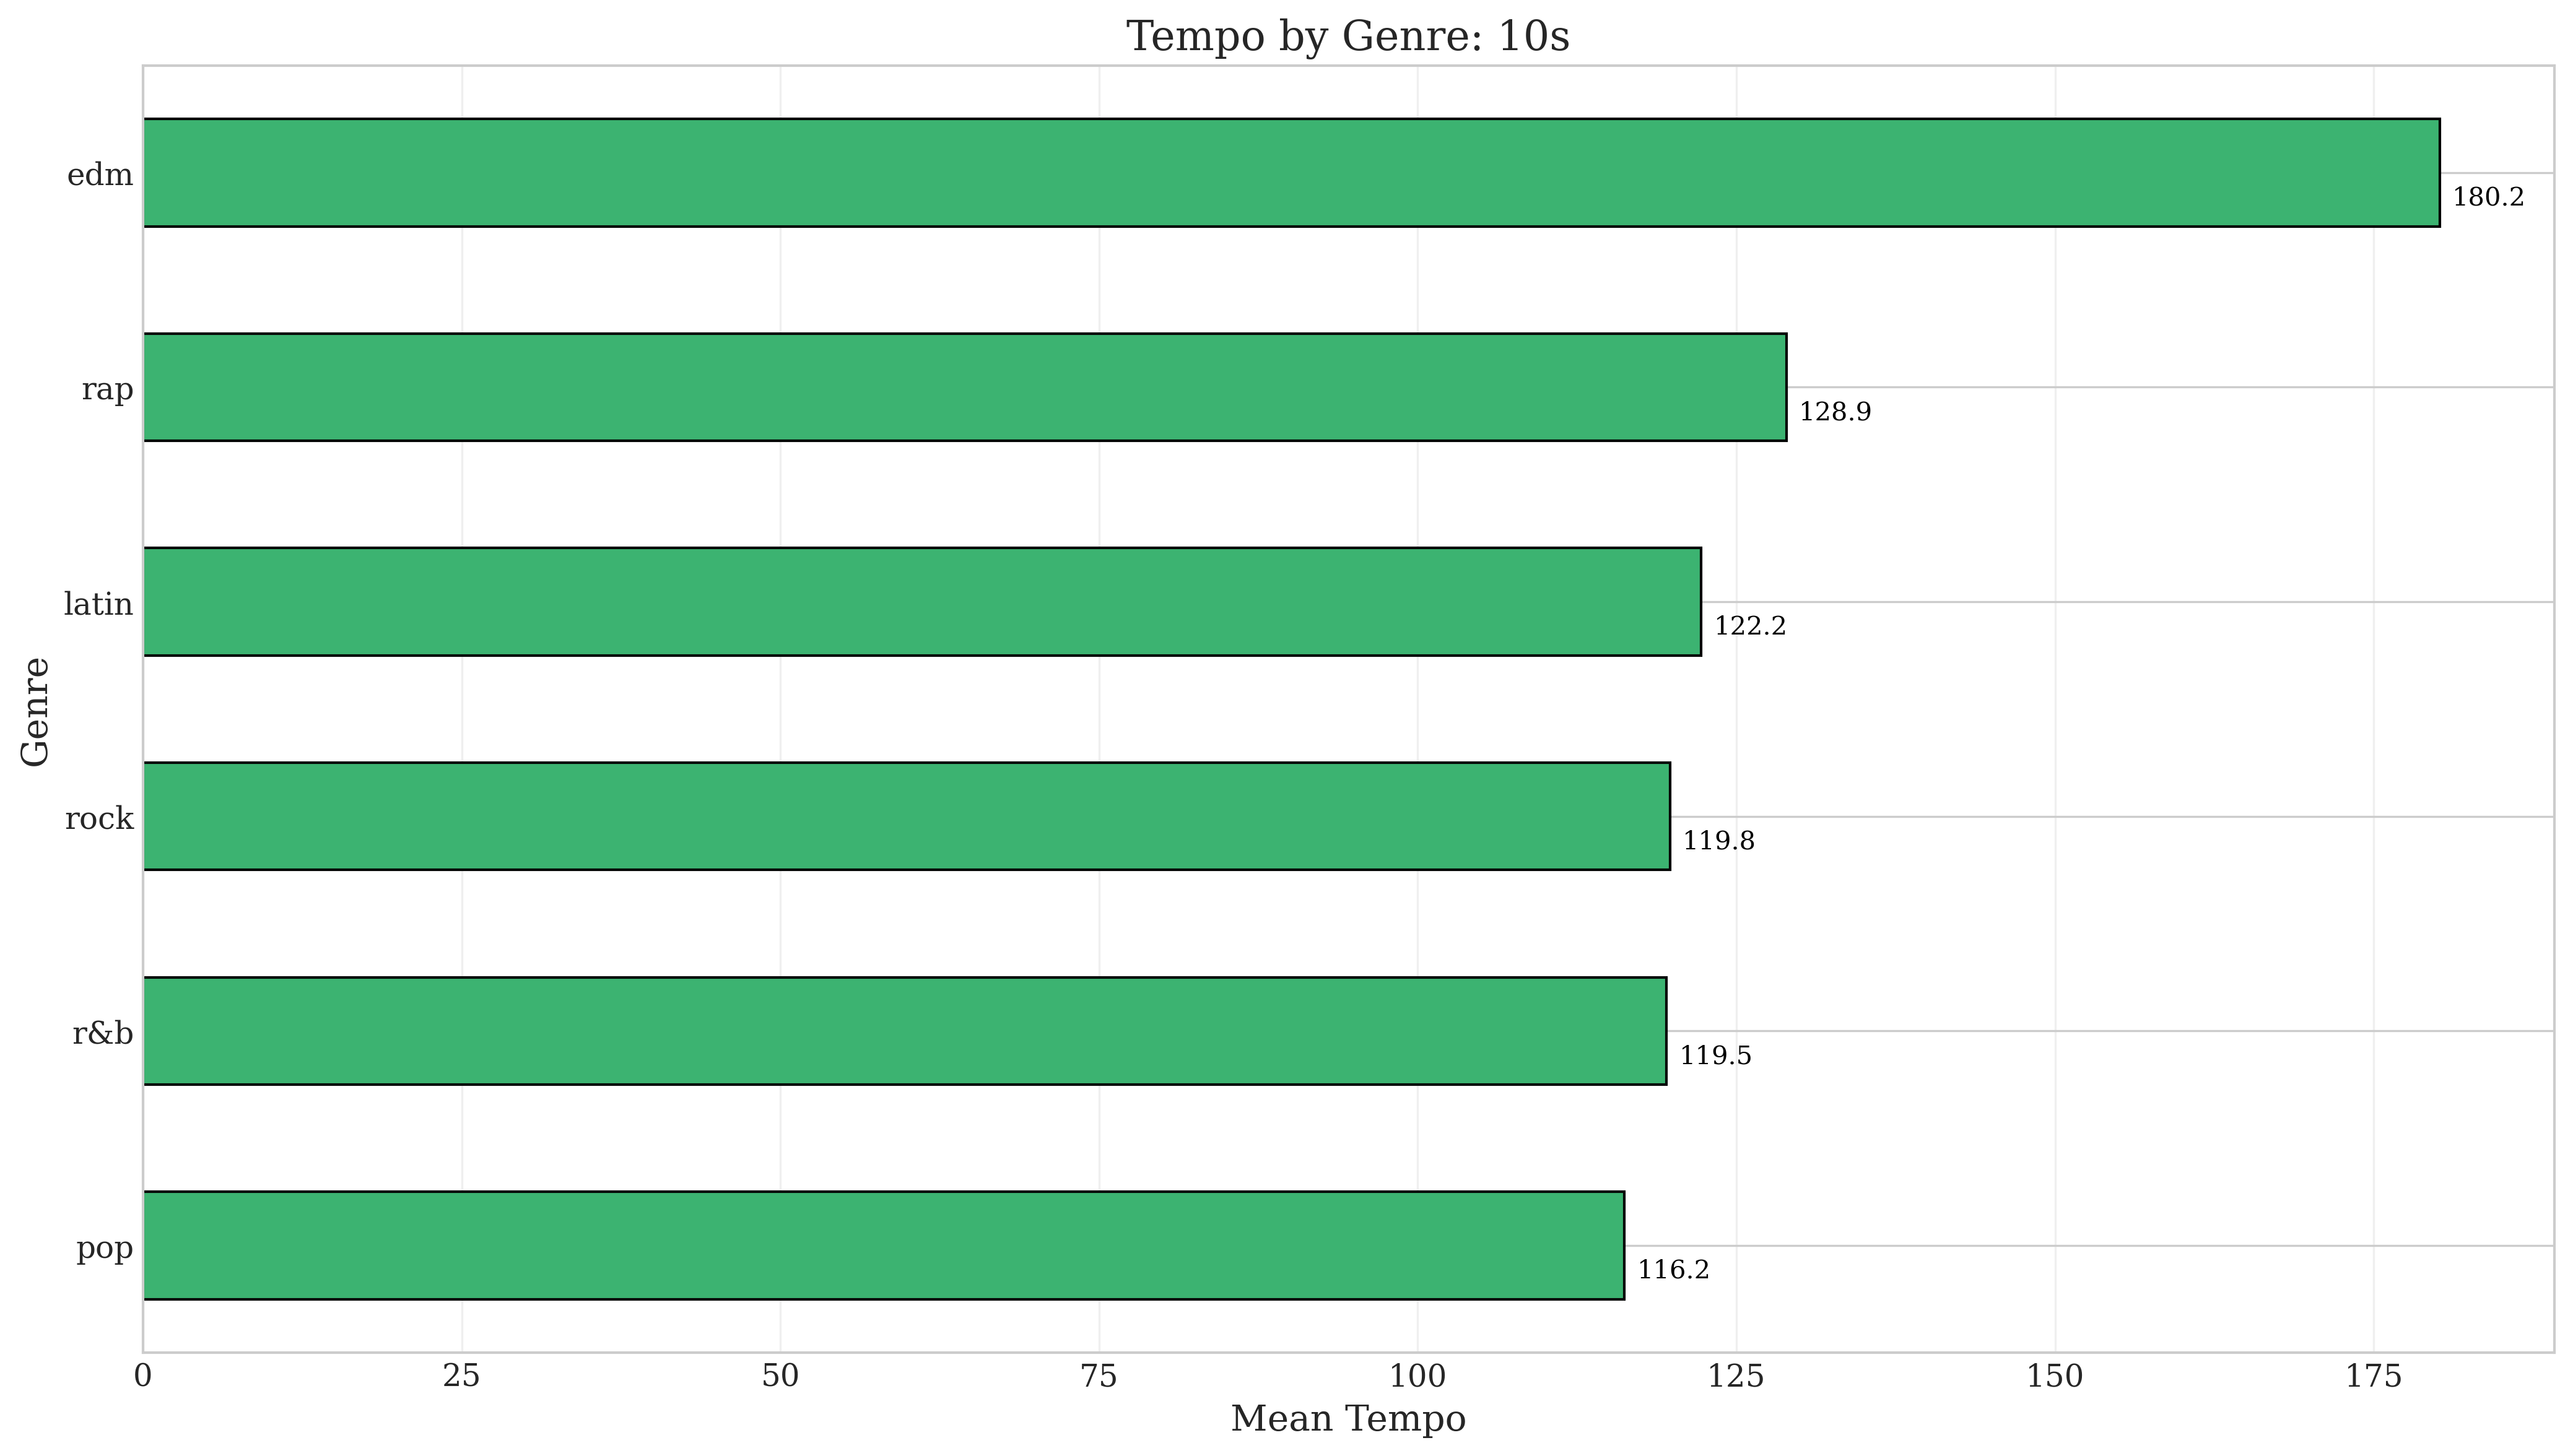 Tempo by Genre: 10s
edm
180.2
rap
128.9
latin
122.2
rock
119.8
r&b
119.5
pop
116.2
Genre
0 25 50 75 100 125 150 175
Mean Tempo